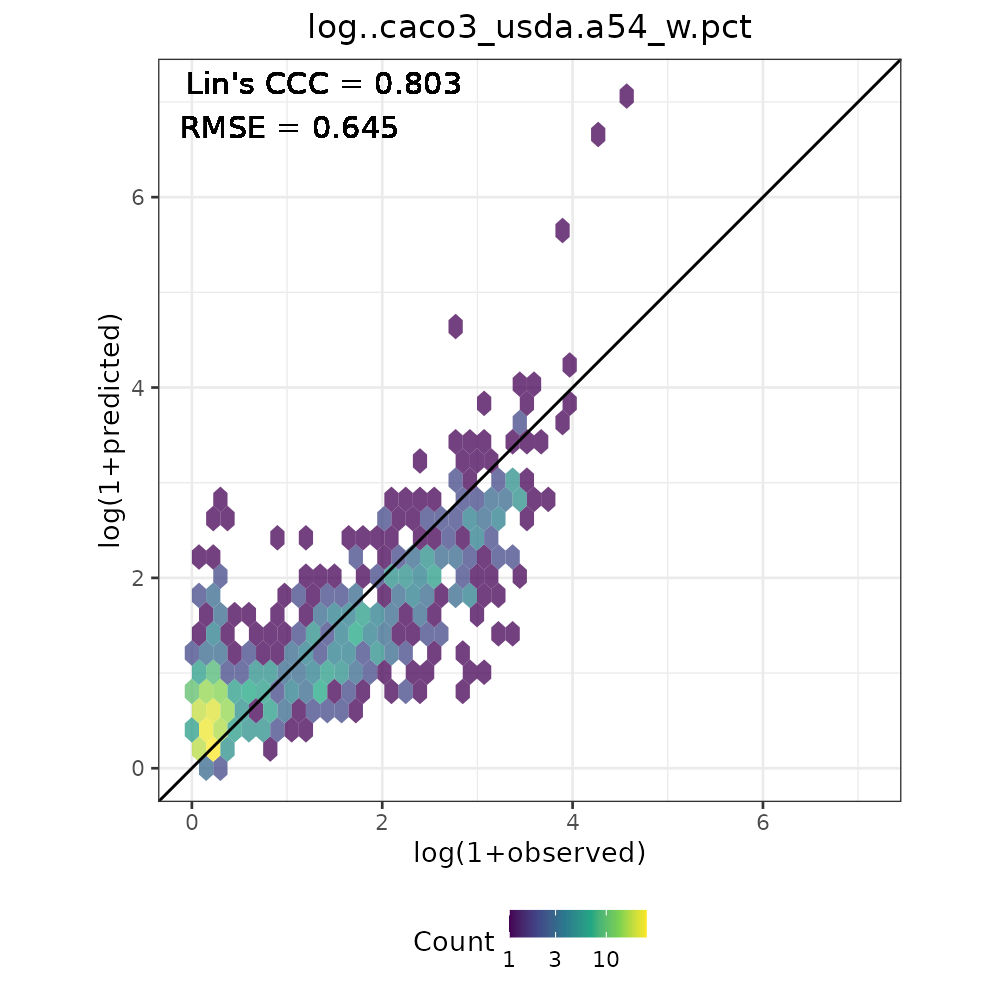 log..caco3_usda.a54_w.pct
Lin's CCC = 0.803
RMSE = 0.645
log(1+predicted)
6
4
2
0
0 2 4 6
log(1+observed)
Count
1 3 10